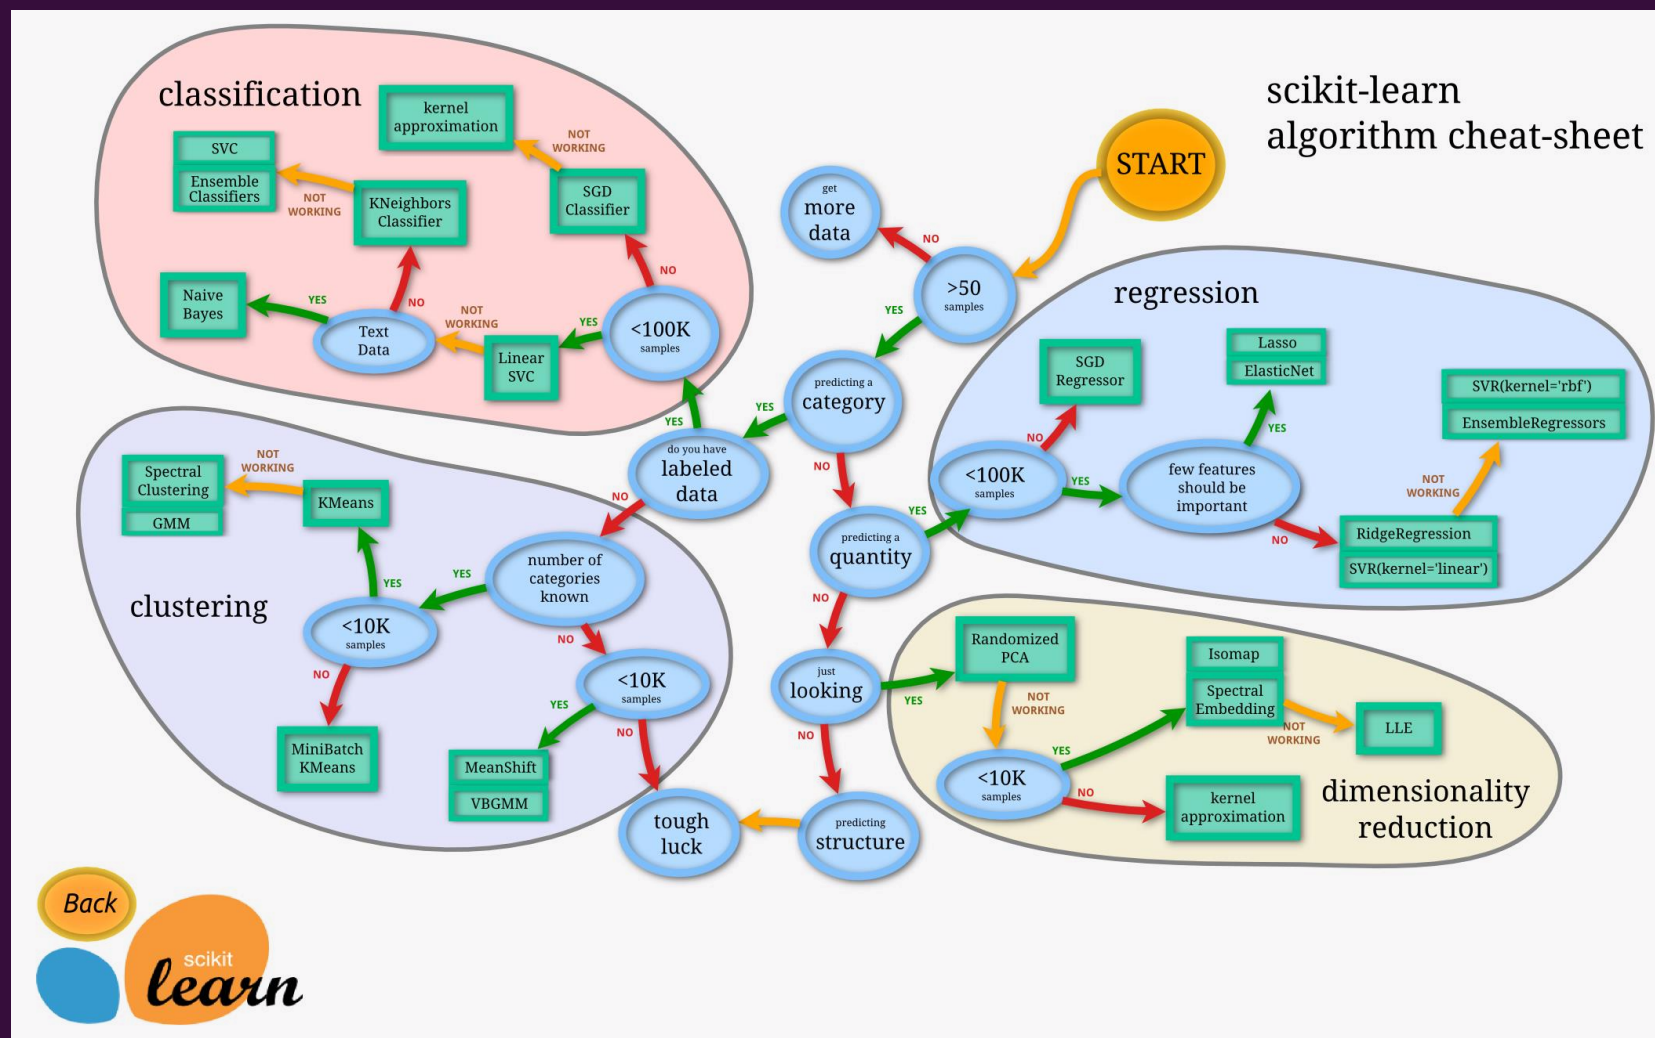 scikit-learn
algorithm cheat-sheet
START
classification
kernel
approximation
NOT
WORKING
SVC
Ensemble
Classifiers
NOT
WORKING
KNeighbors
Classifier
SGD
Classifier
NO
Naive
Bayes
YES
NO
Text
Data
NOT
WORKING
Linear
SVC
YES
<100K
samples
YES
get
more
data
NO
>50
samples
YES
predicting a
category
YES
NO
do you have
labeled
data
NO
predicting a
quantity
YES
NO
just
looking
YES
NO
predicting
structure
tough
luck
regression
SGD
Regressor
NO
<100K
samples
YES
Lasso
ElasticNet
YES
few features
should be
important
NO
SVR(kernel='rbf')
EnsembleRegressors
NOT
WORKING
RidgeRegression
SVR(kernel='linear')
clustering
Spectral
Clustering
GMM
NOT
WORKING
KMeans
YES
<10K
samples
NO
MiniBatch
KMeans
YES
number of
categories
known
NO
<10K
samples
YES
NO
MeanShift
VBGMM
dimensionality
reduction
Randomized
PCA
NOT
WORKING
<10K
samples
YES
NO
Isomap
Spectral
Embedding
NOT
WORKING
LLE
kernel
approximation
Back
scikit
learn